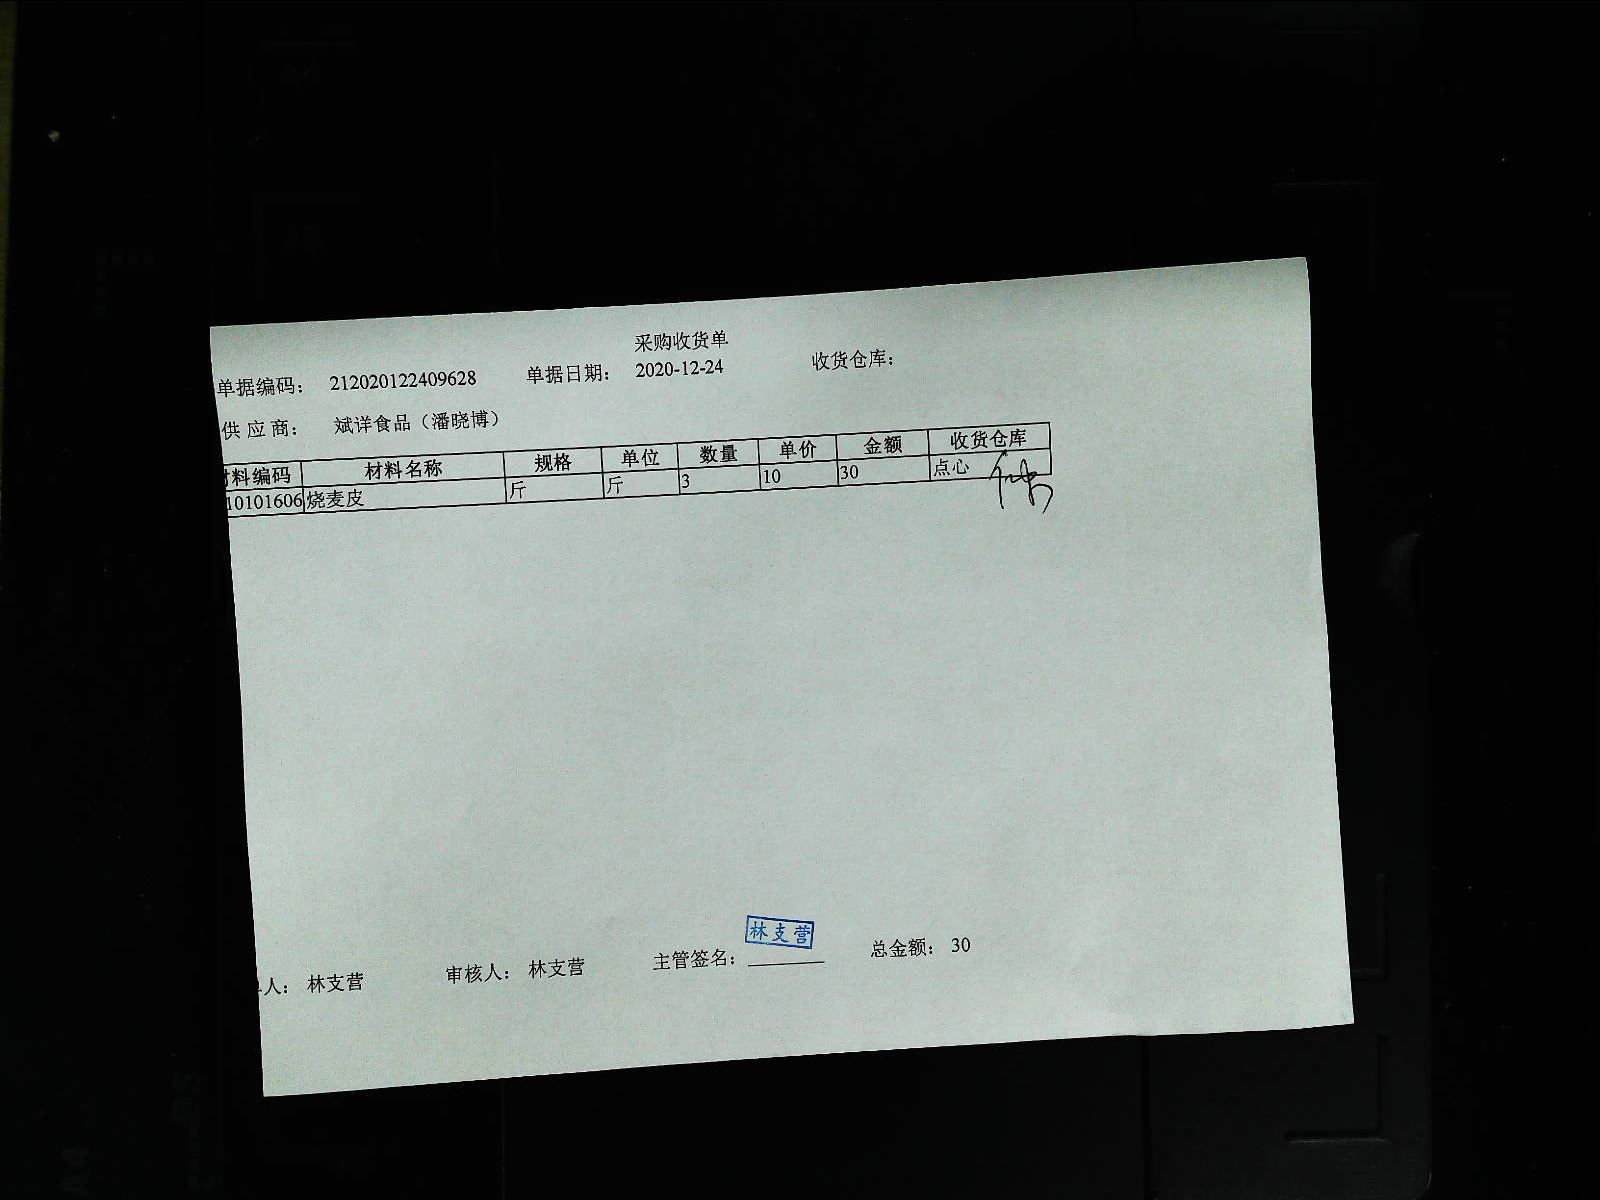 采购收货单
单据编码： 212020122409628 单据日期： 2020-12-24 收货仓库：
供应商： 斌洋食品（潘晓博）
材料编码 材料名称 规格 单位 数量 单价 金额 收货仓库
10101606 烧麦皮 斤 斤 3 10 30 点心
林支营
单人： 林支营 审核人： 林支营 主管签名： 总金额： 30